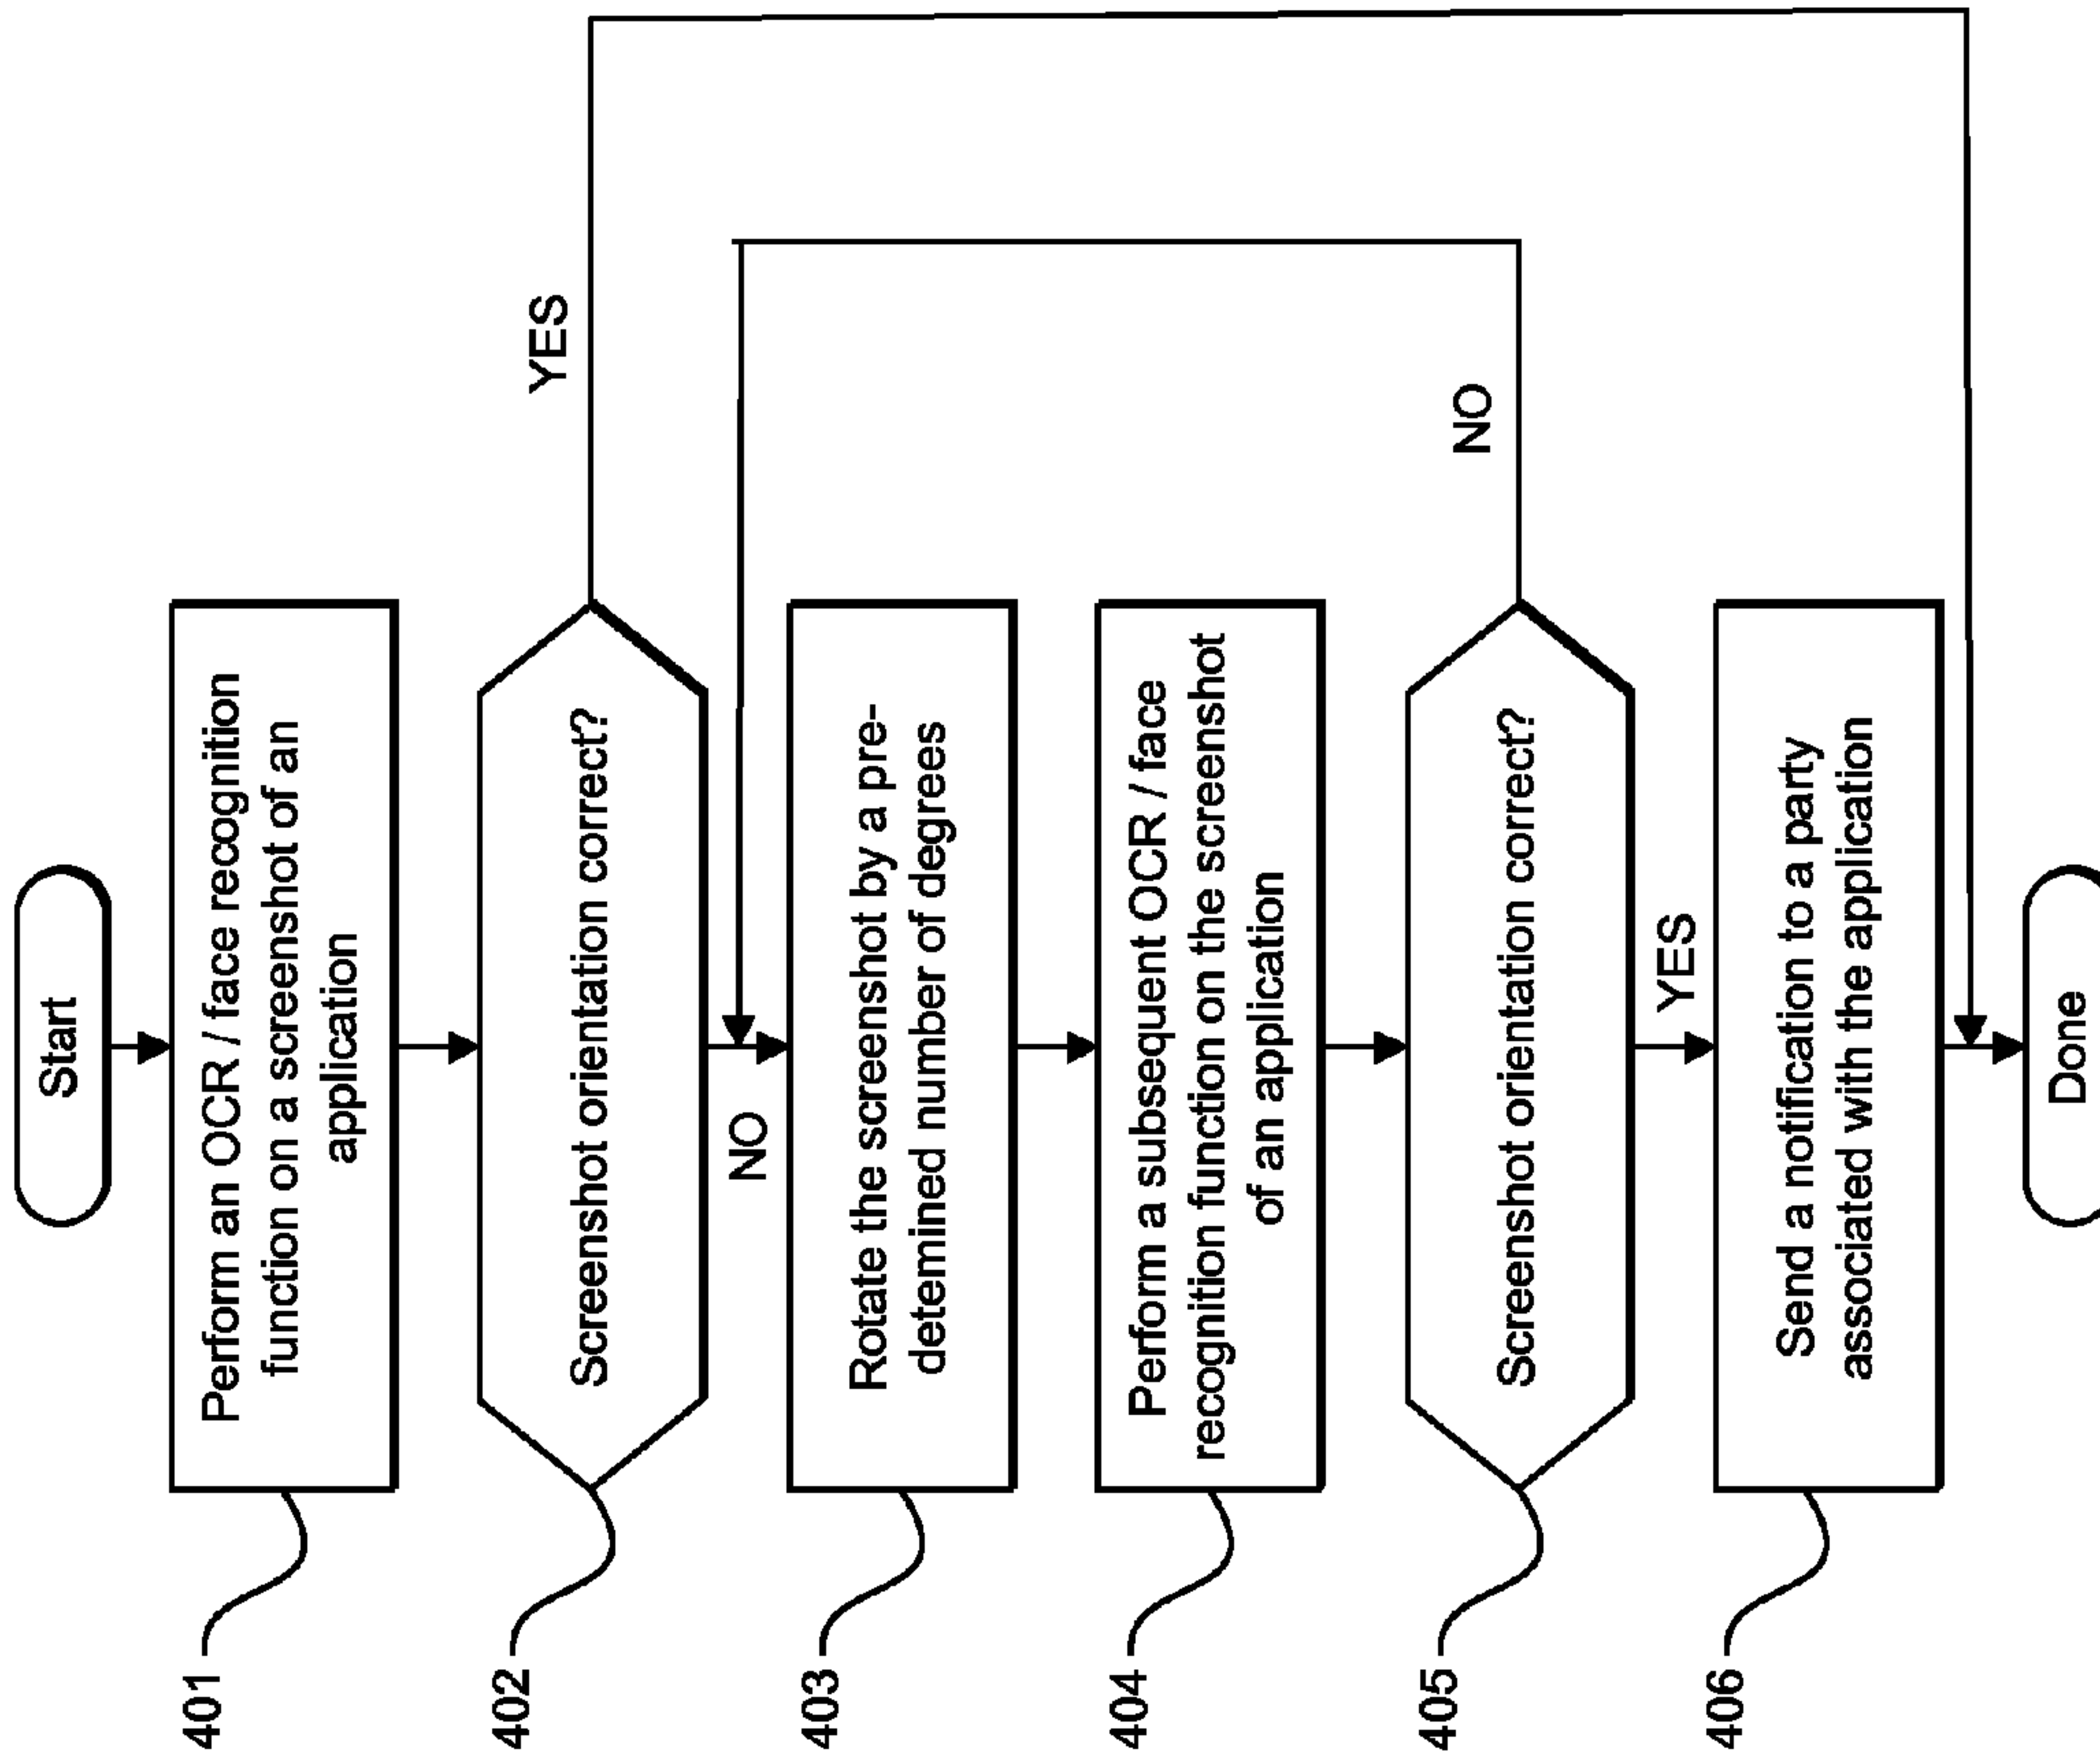 Start
401
Perform an OCR / face recognition
function on a screenshot of an
application
402
Screenshot orientation correct?
YES
NO
403
Rotate the screenshot by a pre-
determined number of degrees
404
Perform a subsequent OCR / face
recognition function on the screenshot
of an application
405
Screenshot orientation correct?
NO
YES
406
Send a notification to a party
associated with the application
Done